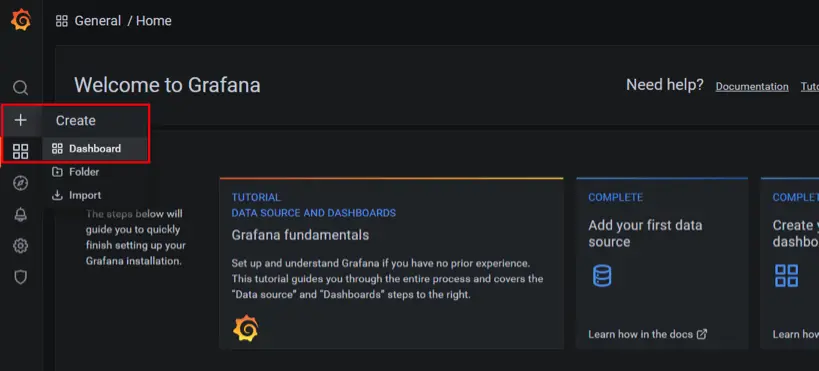 General / Home
Welcome to Grafana
Need help?
Documentation
Create
Dashboard
Folder
Import
The steps below will
guide you to quickly
finish setting up your
Grafana installation.
TUTORIAL
DATA SOURCE AND DASHBOARDS
Grafana fundamentals
Set up and understand Grafana if you have no prior experience.
This tutorial guides you through the entire process and covers the
"Data source" and "Dashboards" steps to the right.
COMPLETE
Add your first data
source
Learn how in the docs
Create
Learn how